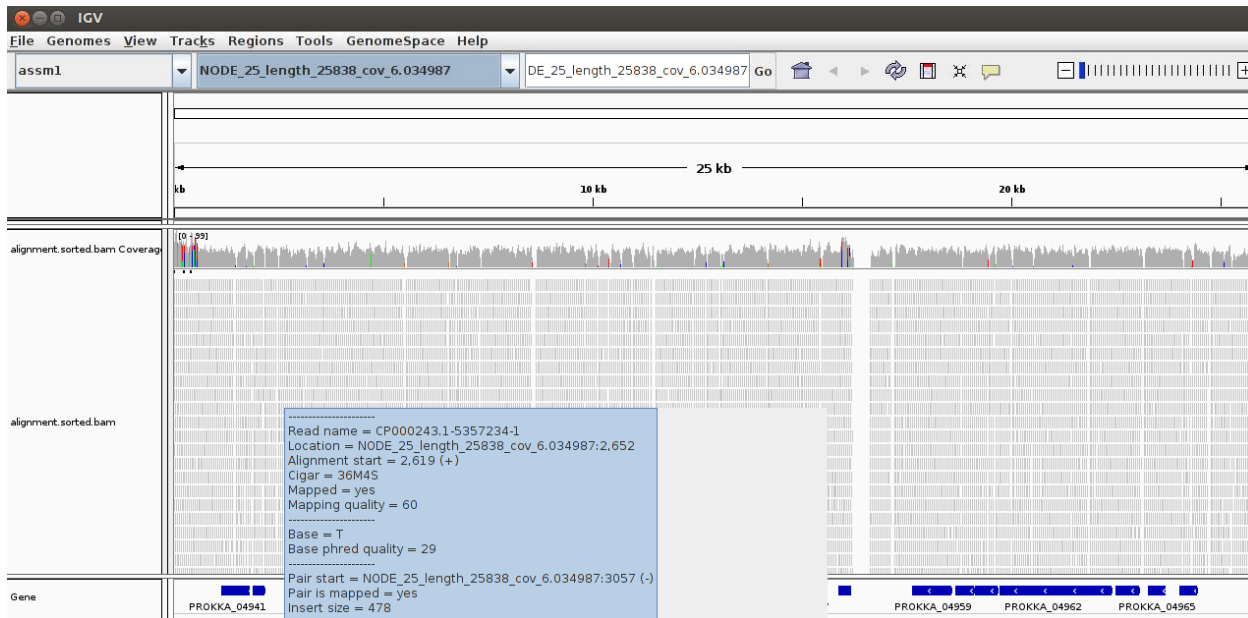 IGV
File Genomes View Tracks Regions Tools GenomeSpace Help
assm1 NODE_25_length_25838_cov_6.034987 DE_25_length_25838_cov_6.034987 Go
25 kb
kb 10 kb 20 kb
[0 - 99]
alignment.sorted.bam Coverag
alignment.sorted.bam
----------------------
Read name = CP000243.1-5357234-1
Location = NODE_25_length_25838_cov_6.034987:2,652
Alignment start = 2,619 (+)
Cigar = 36M4S
Mapped = yes
Mapping quality = 60
----------------------
Base = T
Base phred quality = 29
----------------------
Pair start = NODE_25_length_25838_cov_6.034987:3057 (-)
Pair is mapped = yes
Insert size = 478
Gene
PROKKA_04941 PROKKA_04959 PROKKA_04962 PROKKA_04965